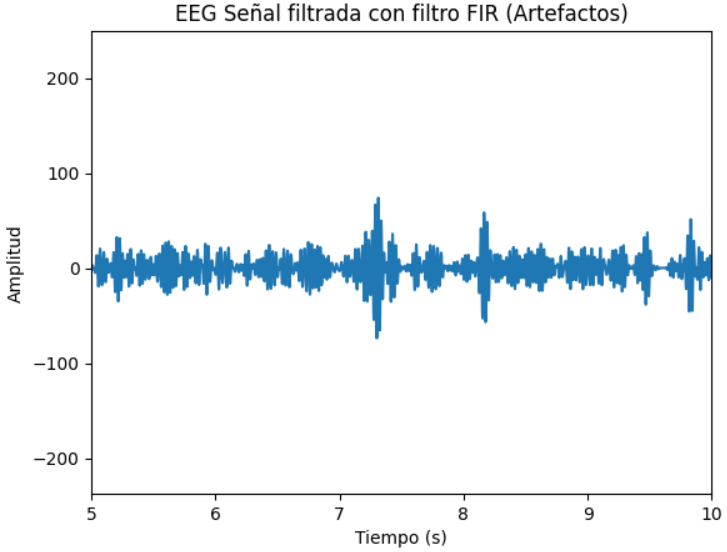 EEG Señal filtrada con filtro FIR (Artefactos)
200
100
0
−100
−200
Amplitud
5 6 7 8 9 10
Tiempo (s)